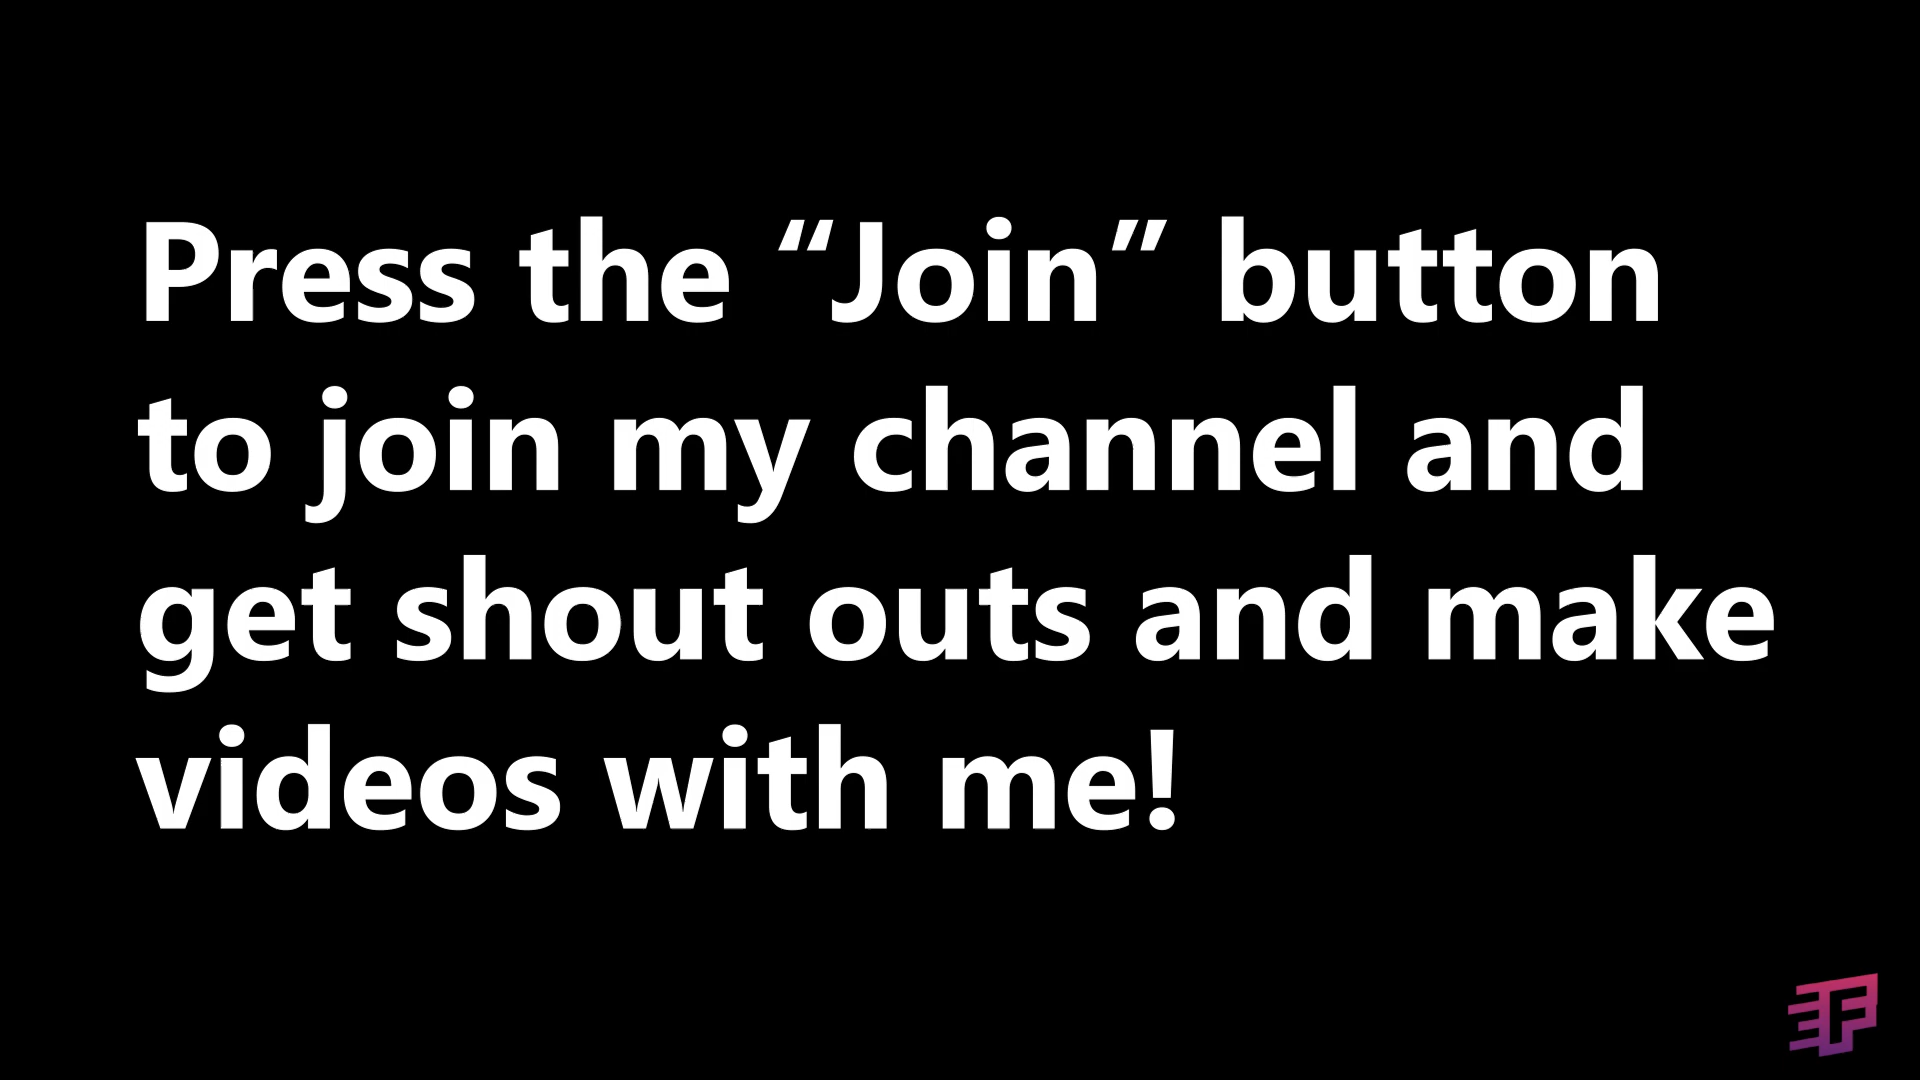 Press the “Join” button
to join my channel and
get shout outs and make
videos with me!